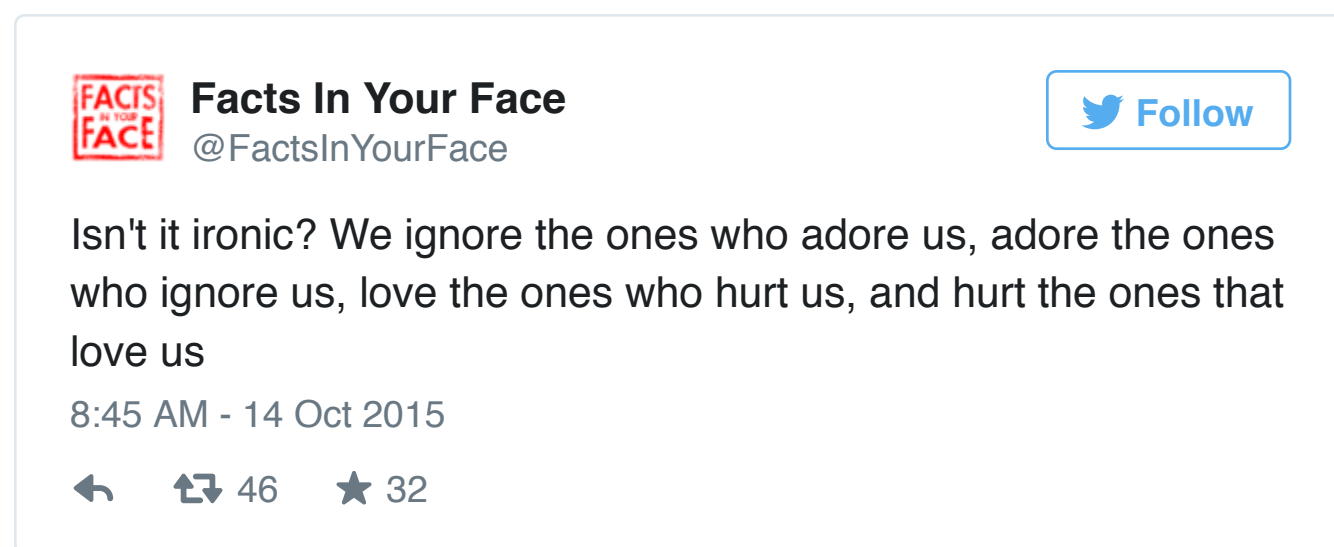 FACTS
IN YOUR
FACE
Facts In Your Face
@FactsInYourFace
Follow
Isn't it ironic? We ignore the ones who adore us, adore the ones
who ignore us, love the ones who hurt us, and hurt the ones that
love us
8:45 AM - 14 Oct 2015
46 32